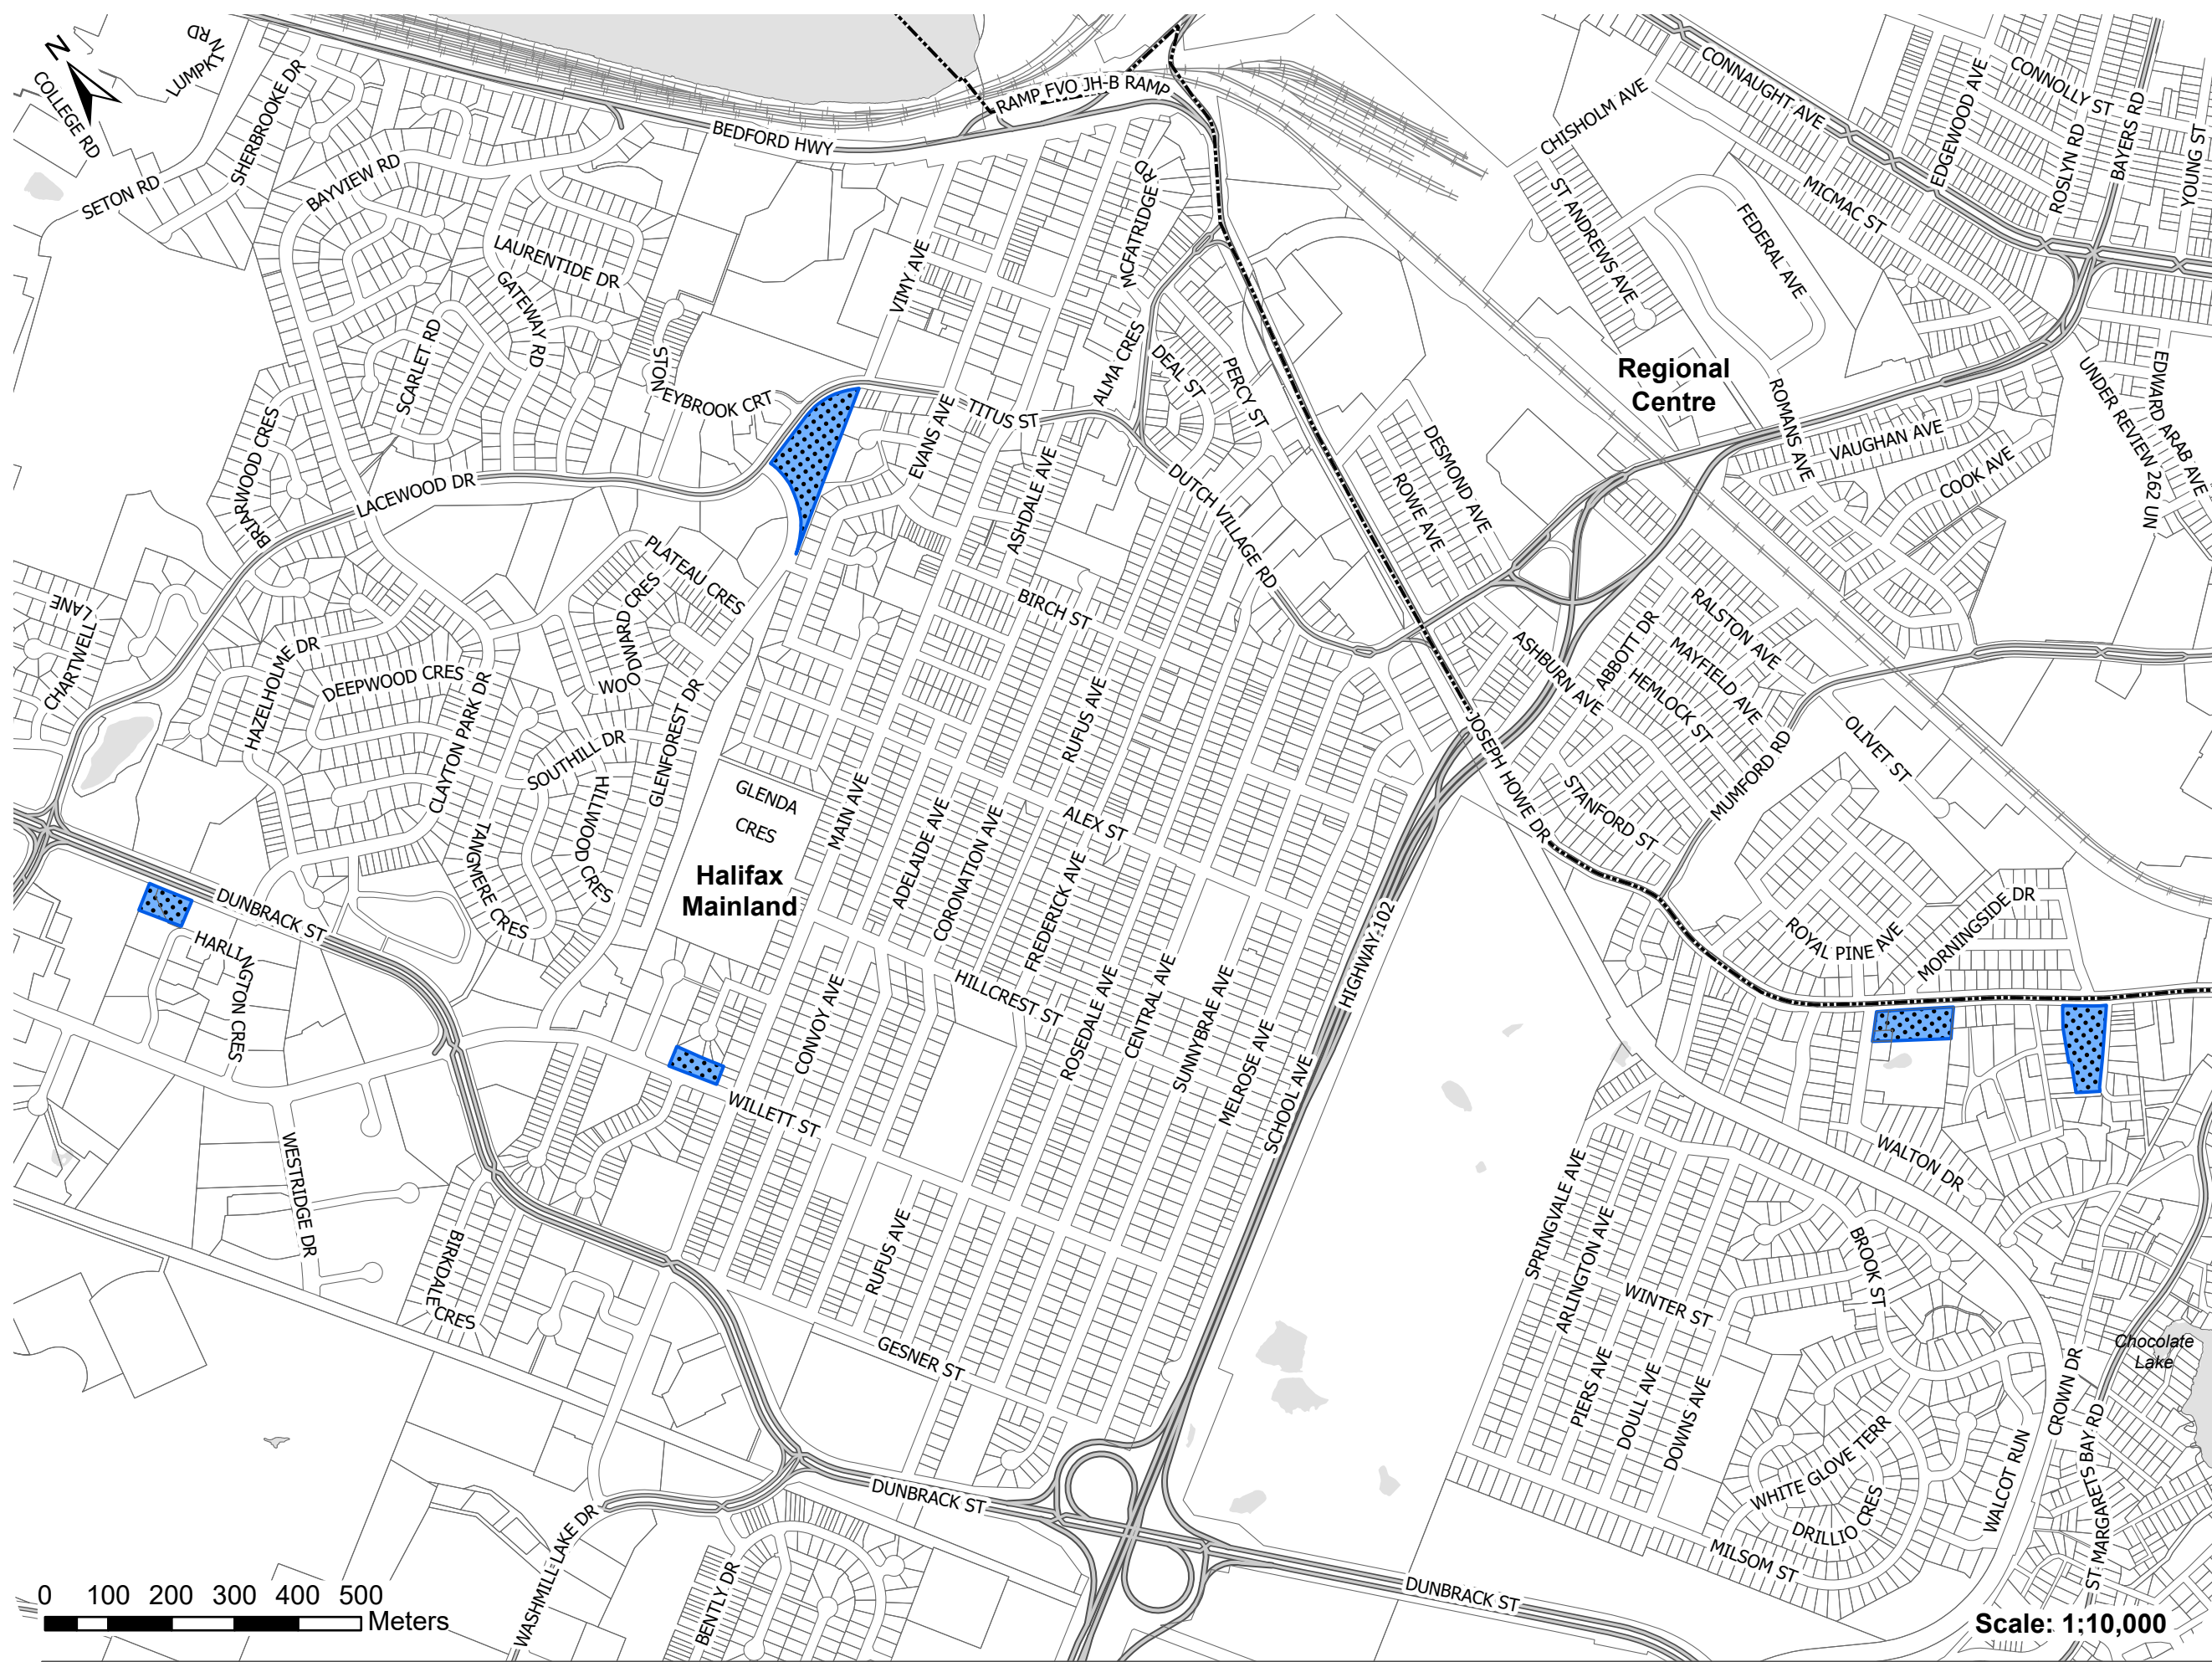 N
LUMPKIN RD
COLLEGE RD
SHERBROOKE DR
SETON RD
BAYVIEW RD
BEDFORD HWY
RAMP FVO JH-B RAMP
CONNAUGHT AVE
CONNOLLY ST
EDGEWOOD AVE
ROSLYN RD
BAYERS RD
YOUNG ST
CHISHOLM AVE
MICMAC ST
ST ANDREWS AVE
FEDERAL AVE
LAURENTIDE DR
GATEWAY RD
SCARLET RD
VIMY AVE
MCFATRIDGE RD
STONEYBROOK CRT
ALMA CRES
DEAL ST
PERCY ST
TITUS ST
EVANS AVE
ASHDALE AVE
Regional
Centre
ROMANS AVE
UNDER REVIEW 262 UN
EDWARD ARAB AVE
VAUGHAN AVE
COOK AVE
DESMOND AVE
ROWE AVE
DUTCH VILLAGE RD
BRIARWOOD CRES
LACEWOOD DR
PLATEAU CRES
WOODWARD CRES
BIRCH ST
CHARTWELL LANE
HAZELHOLME DR
DEEPWOOD CRES
CLAYTON PARK DR
SOUTHILL DR
HILLWOOD CRES
GLENFOREST DR
TANGMERE CRES
RUFUS AVE
ASHBURN AVE
ABBOTT DR
RALSTON AVE
MAYFIELD AVE
HEMLOCK ST
MUMFORD RD
OLIVET ST
STANFORD ST
JOSEPH HOWE DR
GLENDA
CRES
MAIN AVE
ADELAIDE AVE
CORONATION AVE
ALEX ST
FREDERICK AVE
Halifax
Mainland
DUNBRACK ST
HARLINGTON CRES
CONVOY AVE
HILLCREST ST
ROSEDALE AVE
CENTRAL AVE
SUNNYBRAE AVE
MELROSE AVE
SCHOOL AVE
HIGHWAY 102
ROYAL PINE AVE
MORNINGSIDE DR
WILLETT ST
WESTRIDGE DR
BIRKDALE CRES
RUFUS AVE
GESNER ST
SPRINGVALE AVE
ARLINGTON AVE
WINTER ST
PIERS AVE
DOULL AVE
DOWNS AVE
WALTON DR
BROOK ST
Chocolate
Lake
CROWN DR
ST. MARGARET'S BAY RD
WALCOT RUN
WHITE GLOVE TERR
DRILLIO CRES
MILSOM ST
DUNBRACK ST
DUNBRACK ST
WASHMILL LAKE DR
BENTLY DR
0 100 200 300 400 500
Meters
Scale: 1:10,000